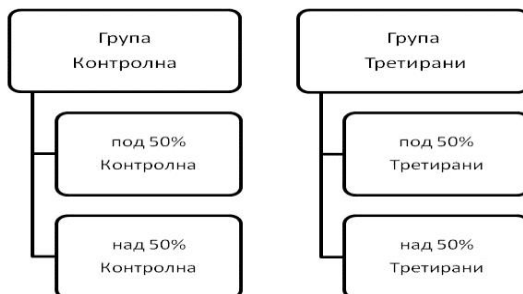 Група
Контролна
под 50%
Контролна
над 50%
Контролна
Група
Третирани
под 50%
Третирани
над 50%
Третирани